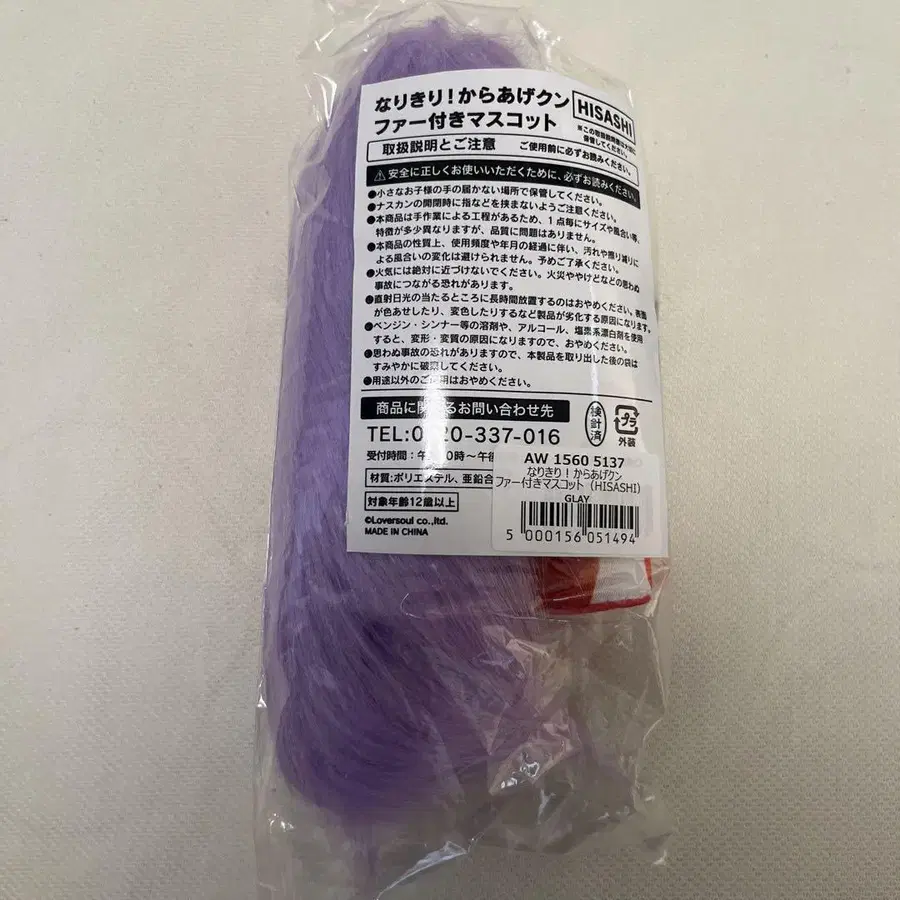 なりきり！からあげクン
ファー付きマスコット
HISASHI
保管してください。
取扱説明とご注意
ご使用前に必ずお読みください。
安全に正しくお使いいただくために、必ずお読みください。
●小さなお子様の手の届かない場所で保管してください。
●ナスカンの開閉時に指などを挟まないようご注意ください。
●本商品は手作業による工程があるため、1点毎にサイズや風合い等、
特徴が多少異なりますが、品質に問題はありません。
●本商品の性質上、使用頻度や年月の経過に伴い、汚れや擦り減りに
よる風合いの変化は避けられません。予めご了承ください。
●火気には絶対に近づけないでください。火災ややけどなどの思わぬ
事故につながる恐れがあります。
●直射日光の当たるところに長時間放置するのはおやめください。表面
が色あせしたり、変色したりするなど製品が劣化する原因になります。
●ベンジン・シンナー等の溶剤や、アルコール、塩素系漂白剤を使用
すると、変形・変質の原因になりますので、おやめください。
●思わぬ事故の恐れがありますので、本製品を取り出した後の袋は
すみやかに破棄してください。
●用途以外のご使用はおやめください。
商品に関するお問い合わせ先
検針済
プラ
外装
TEL:0120-337-016
受付時間：午
0時～午後
材質:ポリエステル、亜鉛合
対象年齢12歳以上
©Loversoul co.,ltd.
MADE IN CHINA
AW 1560 5137
なりきり！からあげクン
ファー付きマスコット（HISASHI）
GLAY
5 000156 051494